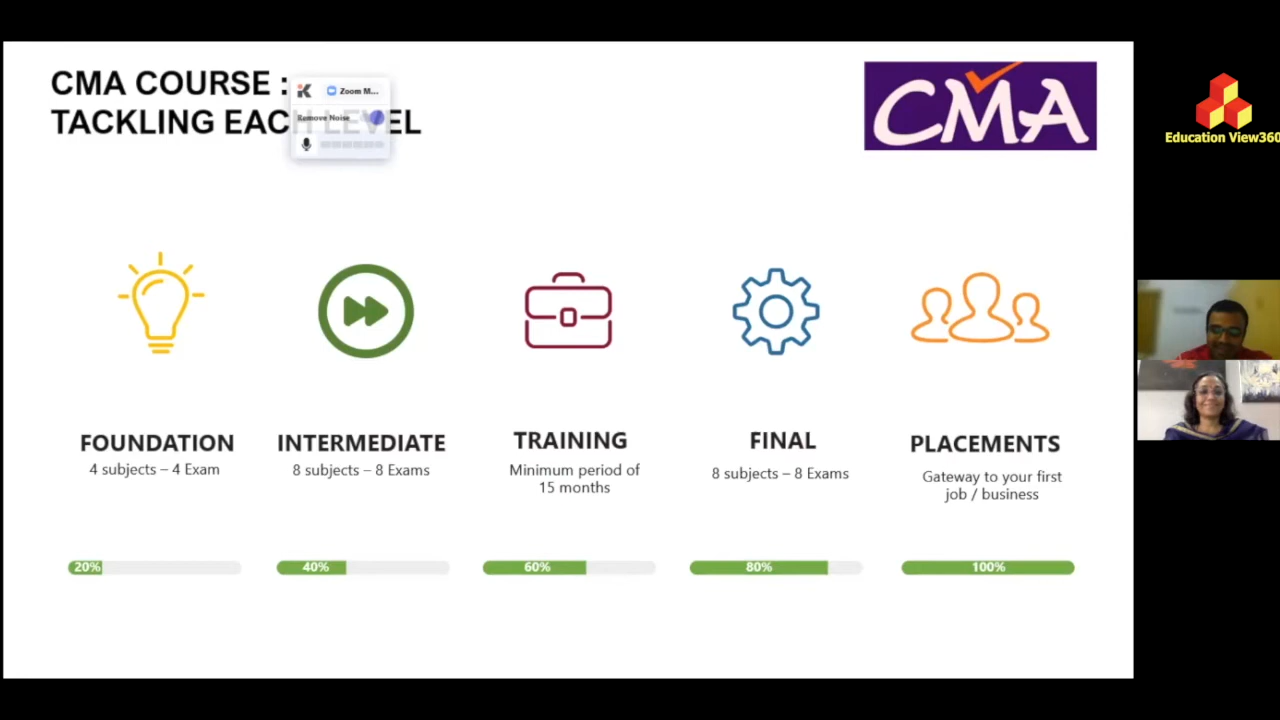 CMA COURSE :
TACKLING EACH LEVEL
Zoom M...
Remove Noise
CMA
Education View360
FOUNDATION
4 subjects – 4 Exam
20%
INTERMEDIATE
8 subjects – 8 Exams
40%
TRAINING
Minimum period of
15 months
60%
FINAL
8 subjects – 8 Exams
80%
PLACEMENTS
Gateway to your first
job / business
100%